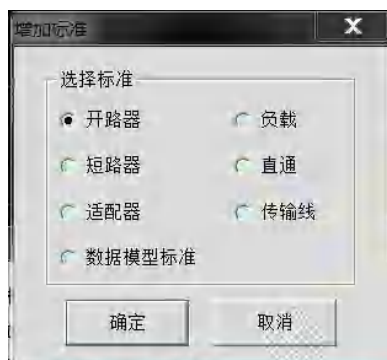 增加标准
选择标准
开路器 负载
短路器 直通
适配器 传输线
数据模型标准
确定 取消